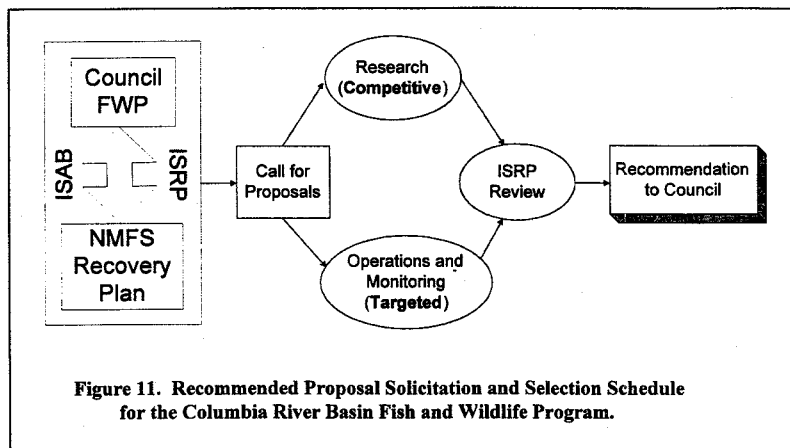 Council
FWP
ISAB
ISRP
NMFS
Recovery
Plan
Call for
Proposals
Research
(Competitive)
Operations and
Monitoring
(Targeted)
ISRP
Review
Recommendation
to Council
Figure 11. Recommended Proposal Solicitation and Selection Schedule
for the Columbia River Basin Fish and Wildlife Program.